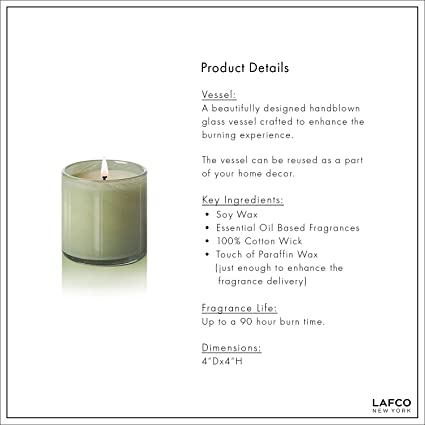 Product Details
Vessel:
A beautifully designed handblown
glass vessel crafted to enhance the
burning experience.
The vessel can be reused as a part
of your home decor.
Key Ingredients:
• Soy Wax
• Essential Oil Based Fragrances
• 100% Cotton Wick
• Touch of Paraffin Wax
(just enough to enhance the
fragrance delivery)
Fragrance Life:
Up to a 90 hour burn time.
Dimensions:
4"Dx4"H
LAFCO
NEW YORK